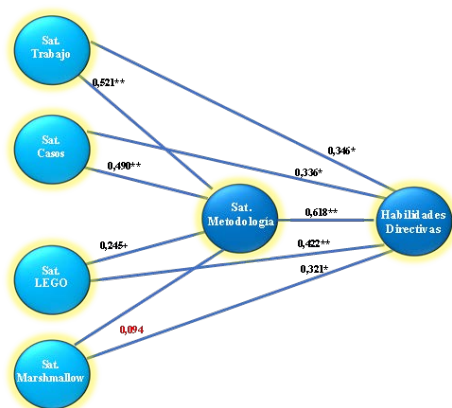 Sat.
Trabajo
0,521**
Sat.
Casos
0,346*
0,336*
0,490**
Sat.
Metodología
0,618**
Habilidades
Directivas
0,245+
0,422**
Sat.
LEGO
0,321*
0,094
Sat.
Marshmallow